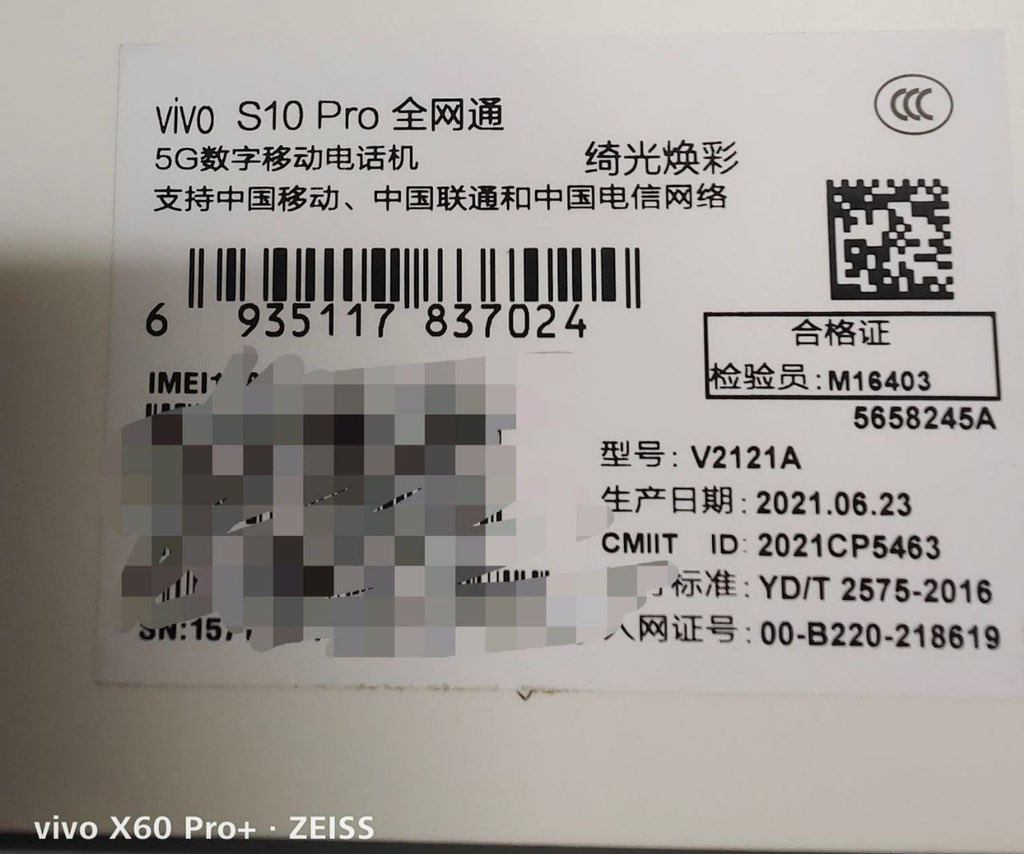 vivo S10 Pro 全网通
5G数字移动电话机
绮光焕彩
支持中国移动、中国联通和中国电信网络
6 935117 837024
合格证
检验员:M16403
5658245A
IMEI1
型号: V2121A
生产日期: 2021.06.23
CMIIT ID: 2021CP5463
标准: YD/T 2575-2016
入网证号: 00-B220-218619
SN:157
vivo X60 Pro+ · ZEISS